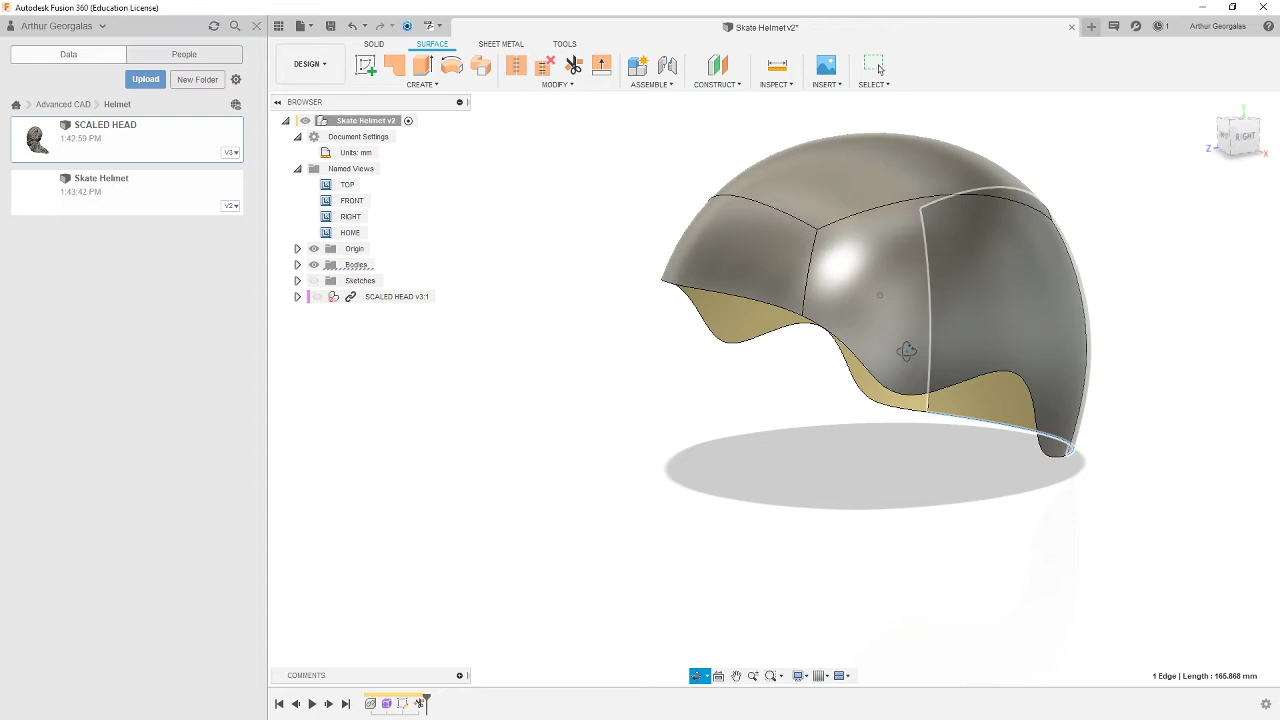 Autodesk Fusion 360 (Education License)
Arthur Georgalas
Skate Helmet v2*
Arthur Georgalas
Data
People
SOLID
SURFACE
SHEET METAL
TOOLS
DESIGN
CREATE
MODIFY
ASSEMBLE
CONSTRUCT
INSPECT
INSERT
SELECT
Upload
New Folder
Advanced CAD
Helmet
BROWSER
SCALED HEAD
1:42:59 PM
V3
Skate Helmet
1:43:42 PM
V2
Skate Helmet v2
Document Settings
Units: mm
Named Views
TOP
FRONT
RIGHT
HOME
Origin
Bodies
Sketches
SCALED HEAD v3:1
Y
RIGHT
Z
X
COMMENTS
1 Edge | Length : 165.868 mm